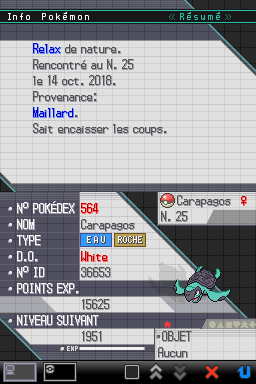 Info Pokémon
Résumé
Relax de nature.
Rencontré au N. 25
le 14 oct. 2018.
Provenance:
Maillard.
Sait encaisser les coups.
Carapagos ♀
N. 25
Nº POKÉDEX 564
NOM Carapagos
TYPE EAU ROCHE
D.O. White
Nº ID 36653
POINTS EXP.
15625
NIVEAU SUIVANT
1951
EXP
OBJET
Aucun